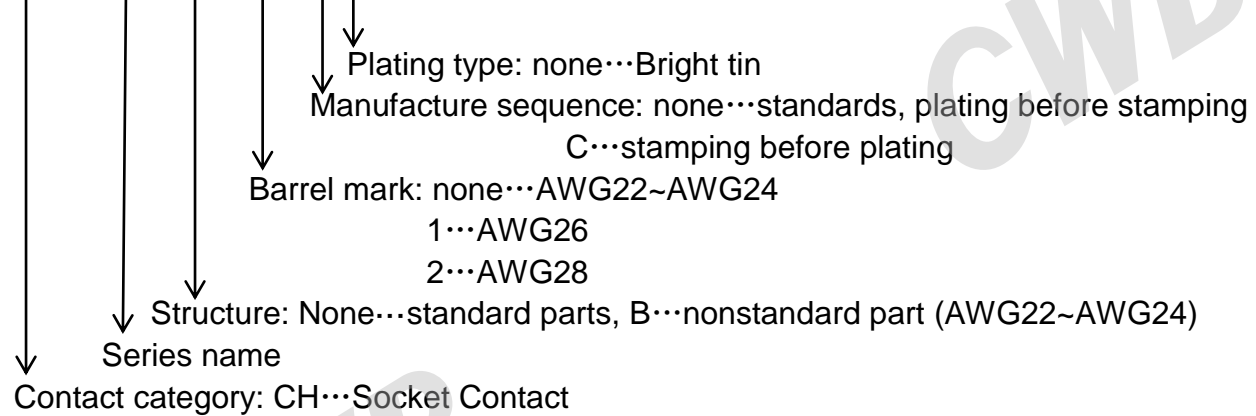 CWB
Plating type: none⋯Bright tin
Manufacture sequence: none⋯standards, plating before stamping
C⋯stamping before plating
Barrel mark: none⋯AWG22~AWG24
1⋯AWG26
2⋯AWG28
Structure: None⋯standard parts, B⋯nonstandard part (AWG22~AWG24)
Series name
Contact category: CH⋯Socket Contact